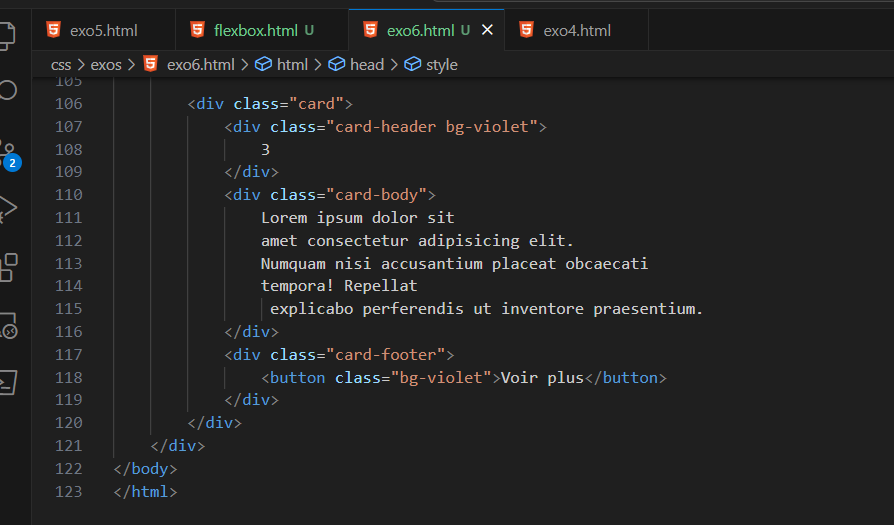 exo5.html flexbox.html U exo6.html U × exo4.html
css > exos > exo6.html > html > head > style
105
106 <div class="card">
107 <div class="card-header bg-violet">
108 3
109 </div>
110 <div class="card-body">
111 Lorem ipsum dolor sit
112 amet consectetur adipisicing elit.
113 Numquam nisi accusantium placeat obcaecati
114 tempora! Repellat
115 explicabo perferendis ut inventore praesentium.
116 </div>
117 <div class="card-footer">
118 <button class="bg-violet">Voir plus</button>
119 </div>
120 </div>
121 </div>
122 </body>
123 </html>
2